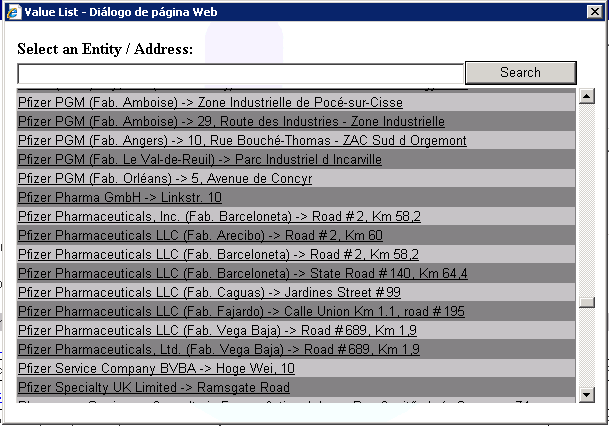 Value List - Diálogo de página Web
Select an Entity / Address:
Search
Pfizer PGM (Fab. Amboise) -> Zone Industrielle de Pocé-sur-Cisse
Pfizer PGM (Fab. Amboise) -> 29, Route des Industries - Zone Industrielle
Pfizer PGM (Fab. Angers) -> 10, Rue Bouché-Thomas - ZAC Sud d Orgemont
Pfizer PGM (Fab. Le Val-de-Reuil) -> Parc Industriel d Incarville
Pfizer PGM (Fab. Orléans) -> 5, Avenue de Concyr
Pfizer Pharma GmbH -> Linkstr. 10
Pfizer Pharmaceuticals, Inc. (Fab. Barceloneta) -> Road #2, Km 58,2
Pfizer Pharmaceuticals LLC (Fab. Arecibo) -> Road #2, Km 60
Pfizer Pharmaceuticals LLC (Fab. Barceloneta) -> Road #2, Km 58,2
Pfizer Pharmaceuticals LLC (Fab. Barceloneta) -> State Road #140, Km 64,4
Pfizer Pharmaceuticals LLC (Fab. Caguas) -> Jardines Street #99
Pfizer Pharmaceuticals LLC (Fab. Fajardo) -> Calle Union Km 1.1, road #195
Pfizer Pharmaceuticals LLC (Fab. Vega Baja) -> Road #689, km 1,9
Pfizer Pharmaceuticals, Ltd. (Fab. Vega Baja) -> Road #689, Km 1,9
Pfizer Service Company BVBA -> Hoge Wei, 10
Pfizer Specialty UK Limited -> Ramsgate Road